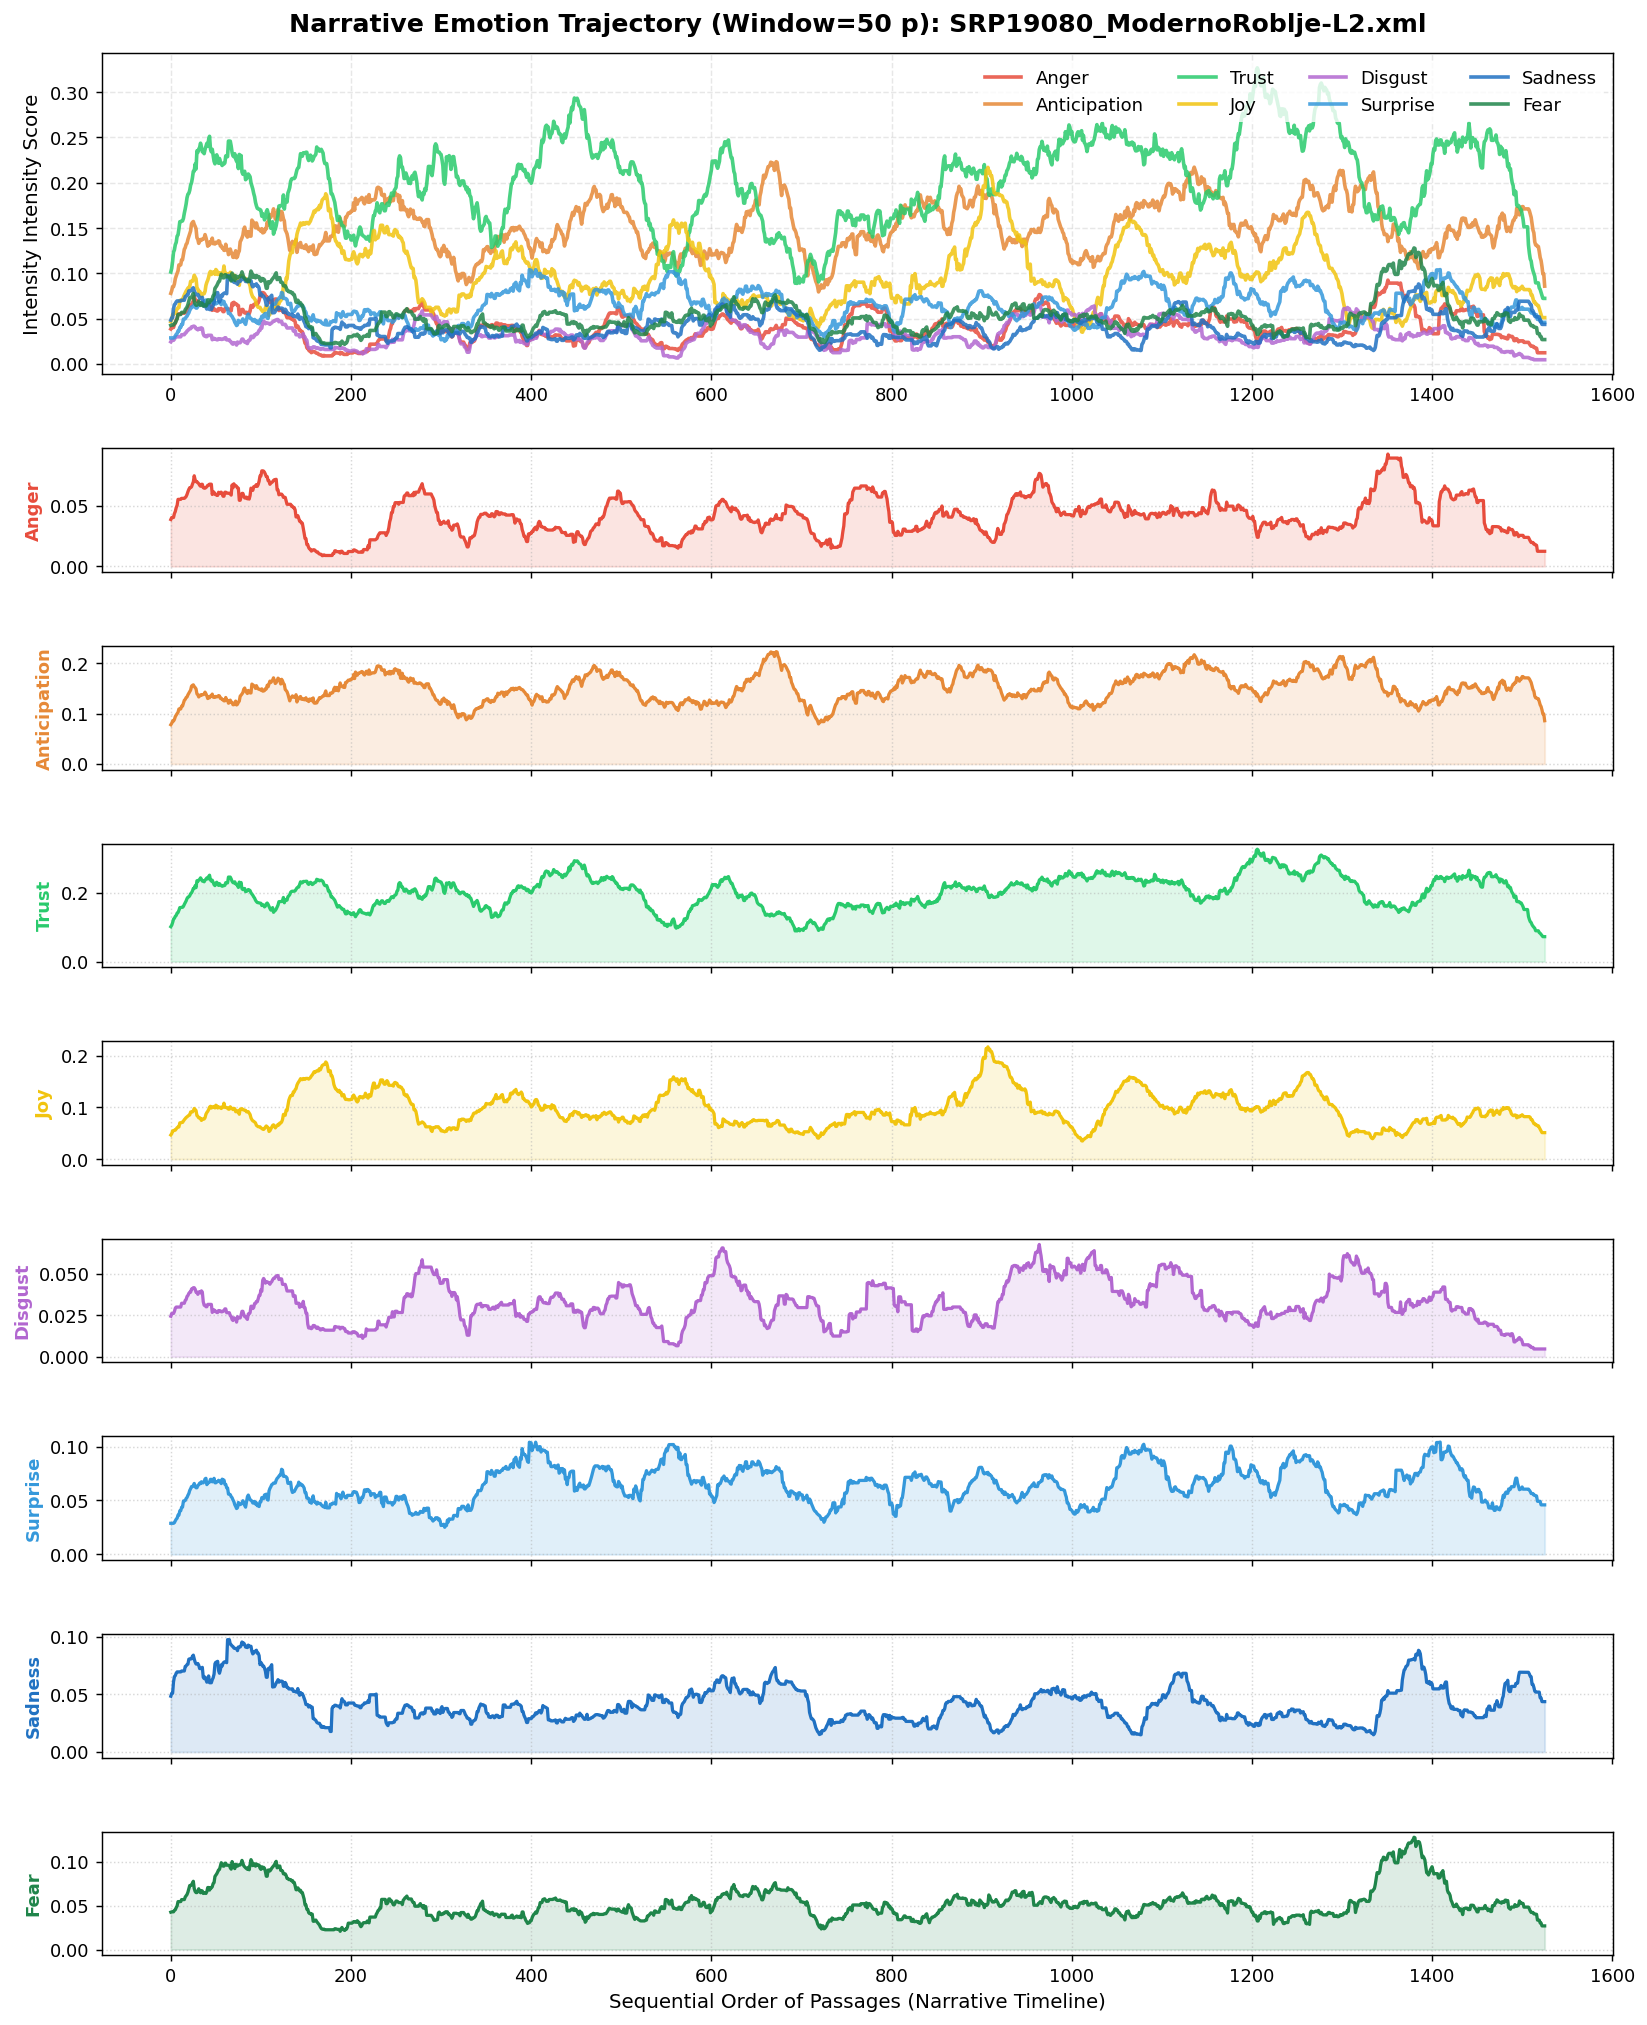 Narrative Emotion Trajectory (Window=50 p): SRP19080_ModernoRoblje-L2.xml
Intensity Intensity Score
0.30
0.25
0.20
0.15
0.10
0.05
0.00
Anger Trust Disgust Sadness
Anticipation Joy Surprise Fear
0 200 400 600 800 1000 1200 1400 1600
Anger
0.05
0.00
Anticipation
0.2
0.1
0.0
Trust
0.2
0.0
Joy
0.2
0.1
0.0
Disgust
0.050
0.025
0.000
Surprise
0.10
0.05
0.00
Sadness
0.10
0.05
0.00
Fear
0.10
0.05
0.00
0 200 400 600 800 1000 1200 1400 1600
Sequential Order of Passages (Narrative Timeline)